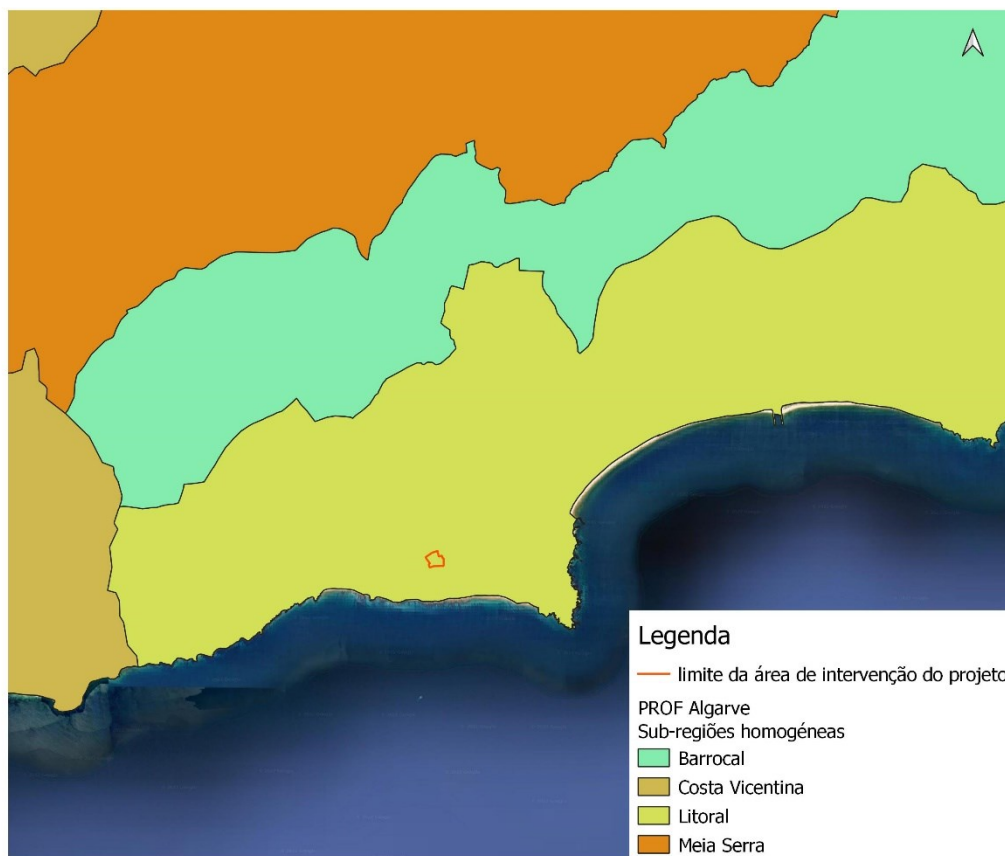 Legenda
limite da área de intervenção do projeto
PROF Algarve
Sub-regiões homogéneas
Barrocal
Costa Vicentina
Litoral
Meia Serra